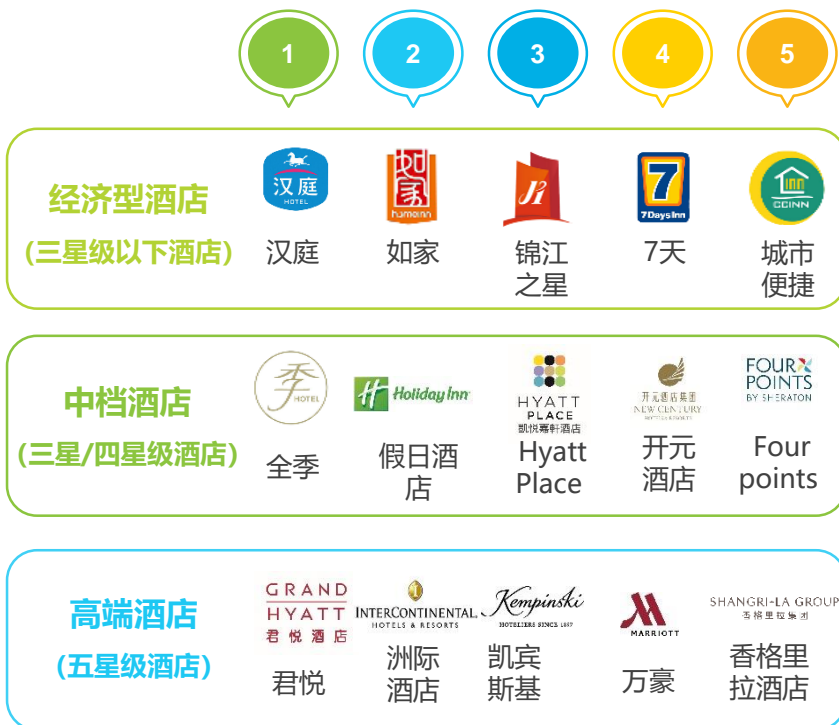 1
2
3
4
5
经济型酒店
(三星级以下酒店)
汉庭
HOTEL
如家
homeinn
7
7DaysInn
inn
CCINN
汉庭
如家
锦江
之星
7天
城市
便捷
中档酒店
(三星/四星级酒店)
季
HOTEL
Holiday Inn
HYATT
PLACE
凯悦嘉轩酒店
开元酒店集团
NEW CENTURY
HOTELS & RESORTS
FOUR
POINTS
BY SHERATON
全季
假日酒
店
Hyatt
Place
开元
酒店
Four
points
高端酒店
(五星级酒店)
GRAND
HYATT
君悦酒店
INTERCONTINENTAL
HOTELS & RESORTS
Kempinski
HOTELIERS SINCE 1897
MARRIOTT
SHANGRI-LA GROUP
香格里拉集团
君悦
洲际
酒店
凯宾
斯基
万豪
香格里
拉酒店